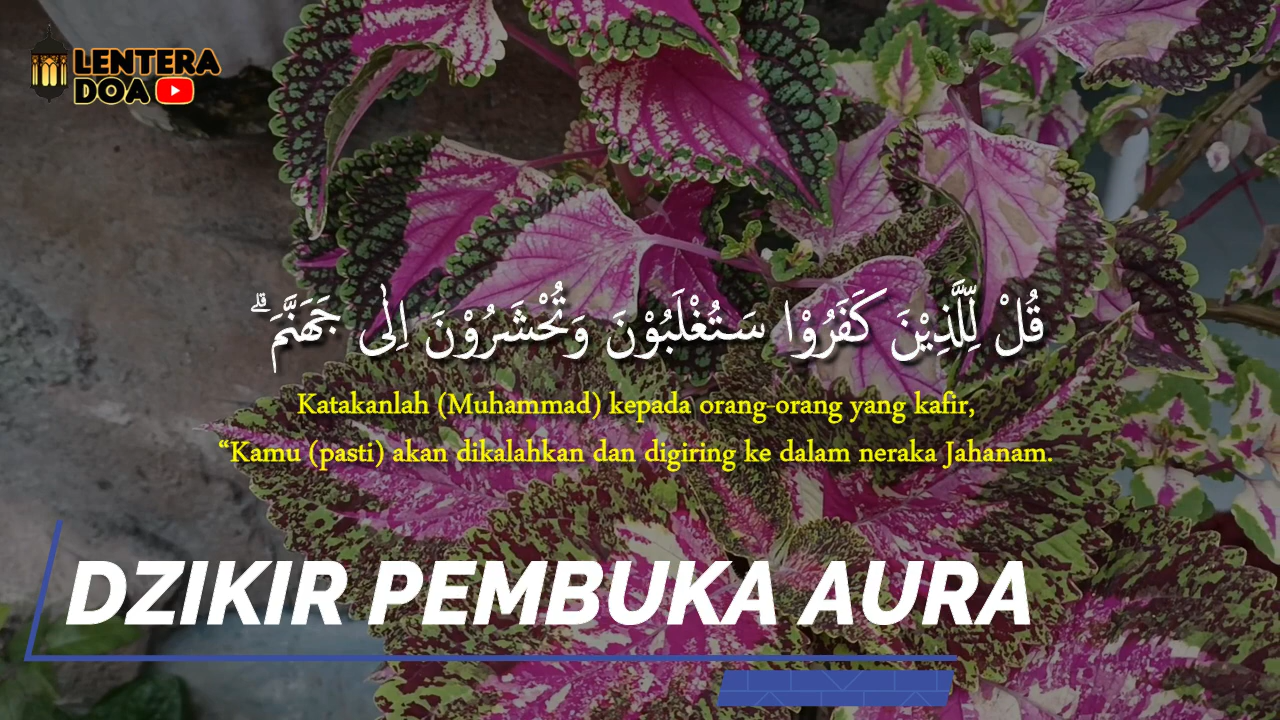 LENTERA
DOA
قُلْ لِّلَّذِيْنَ كَفَرُوْا سَتُغْلَبُوْنَ وَتُحْشَرُوْنَ اِلٰى جَهَنَّمَ ۗ
Katakanlah (Muhammad) kepada orang-orang yang kafir,
“Kamu (pasti) akan dikalahkan dan digiring ke dalam neraka Jahanam.
DZIKIR PEMBUKA AURA